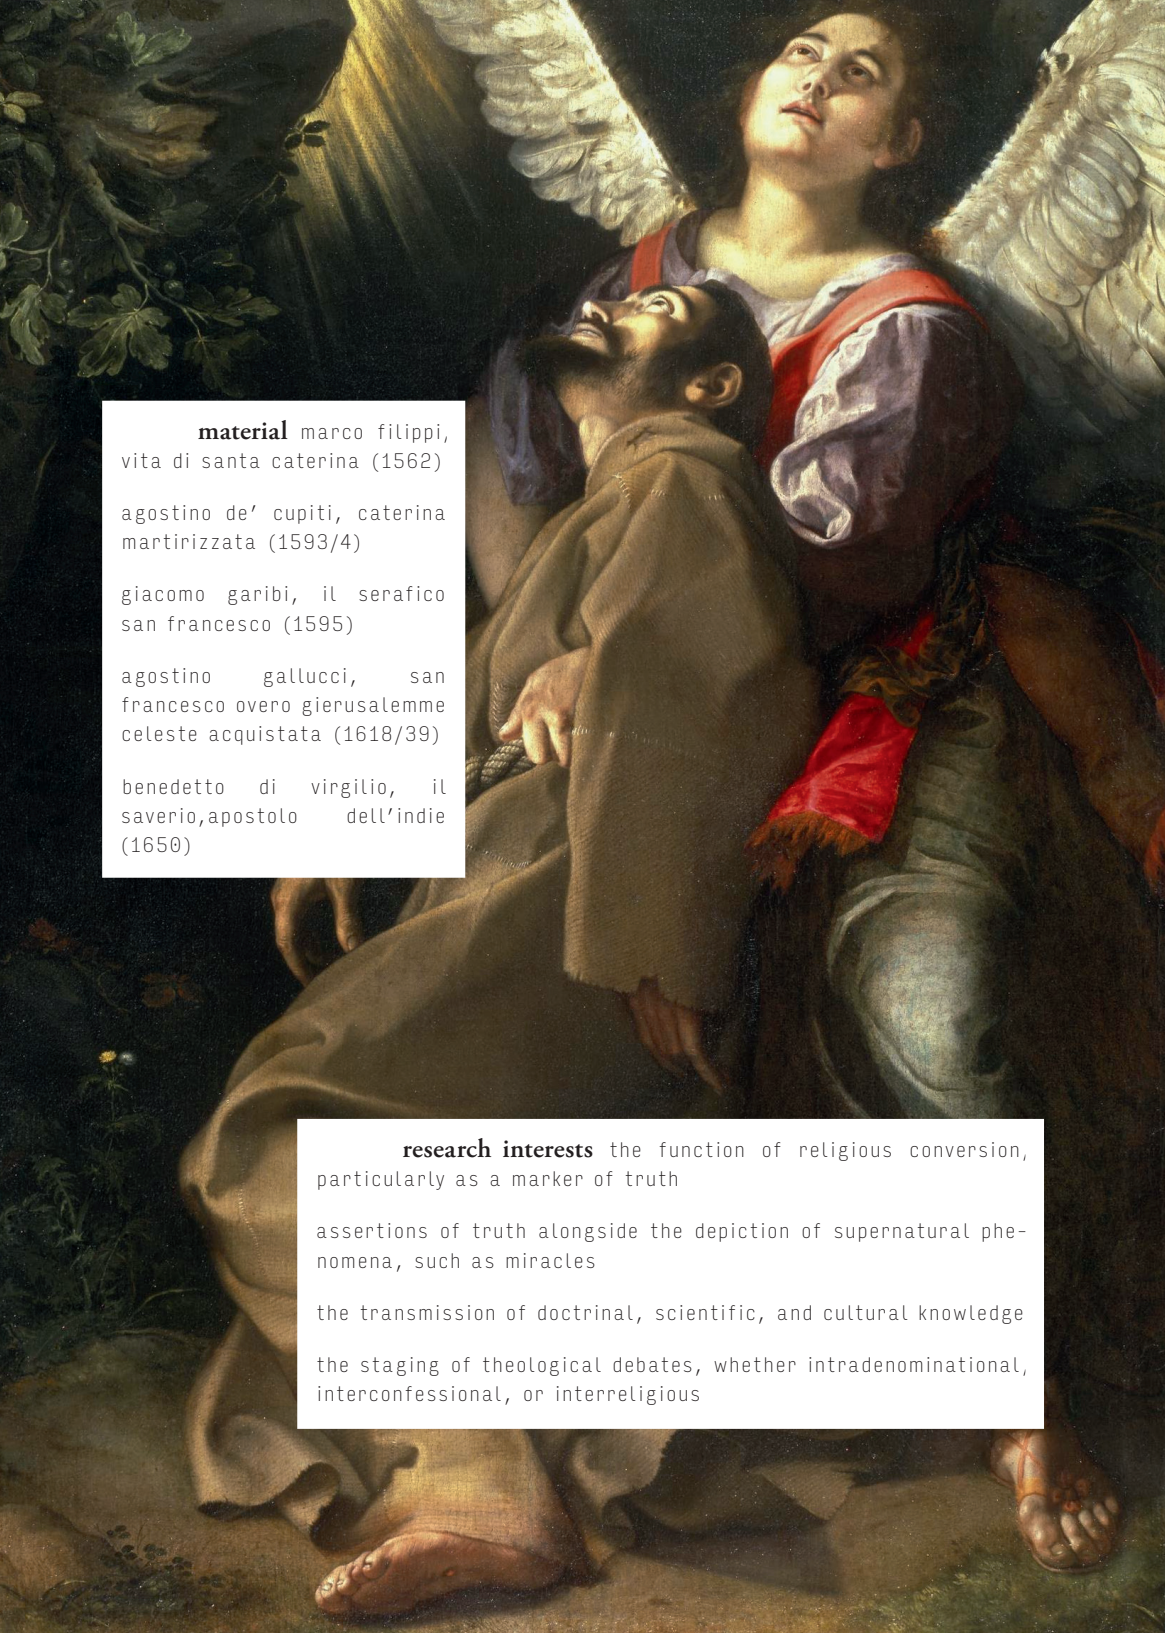 material marco filippi,
vita di santa caterina (1562)
agostino de’ cupiti, caterina
martirizzata (1593/4)
giacomo garibi, il serafico
san francesco (1595)
agostino gallucci, san
francesco overo gierusalemme
celeste acquistata (1618/39)
benedetto di virgilio, il
saverio,apostolo dell’indie
(1650)
research interests the function of religious conversion,
particularly as a marker of truth
assertions of truth alongside the depiction of supernatural phe-
nomena, such as miracles
the transmission of doctrinal, scientific, and cultural knowledge
the staging of theological debates, whether intradenominational,
interconfessional, or interreligious